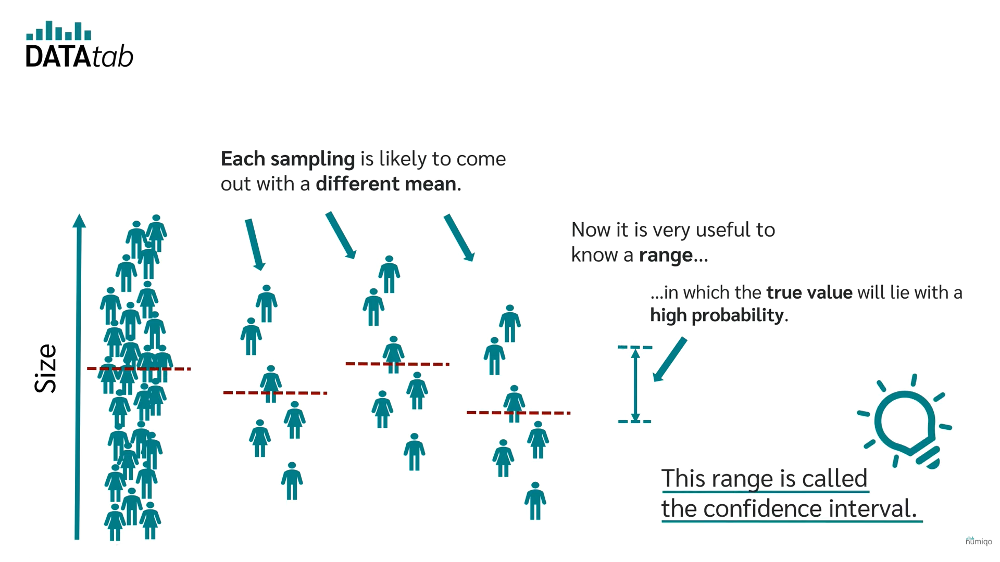 DATAtab
Each sampling is likely to come
out with a different mean.
Now it is very useful to
know a range...
...in which the true value will lie with a
high probability.
Size
This range is called
the confidence interval.
numiqo